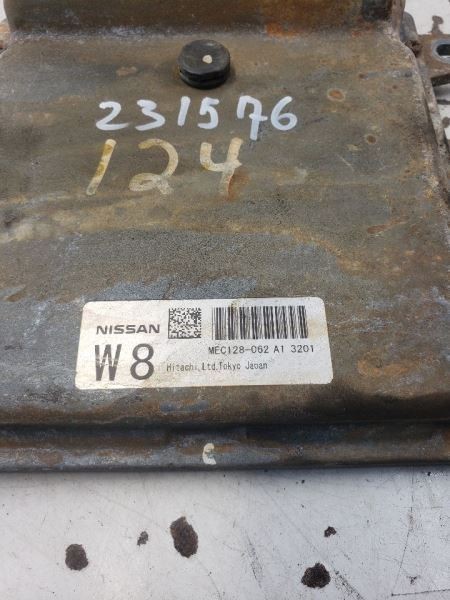 231576
124
NISSAN
MEC128-062 A1 3201
W8
Hitachi,Ltd.Tokyo Japan